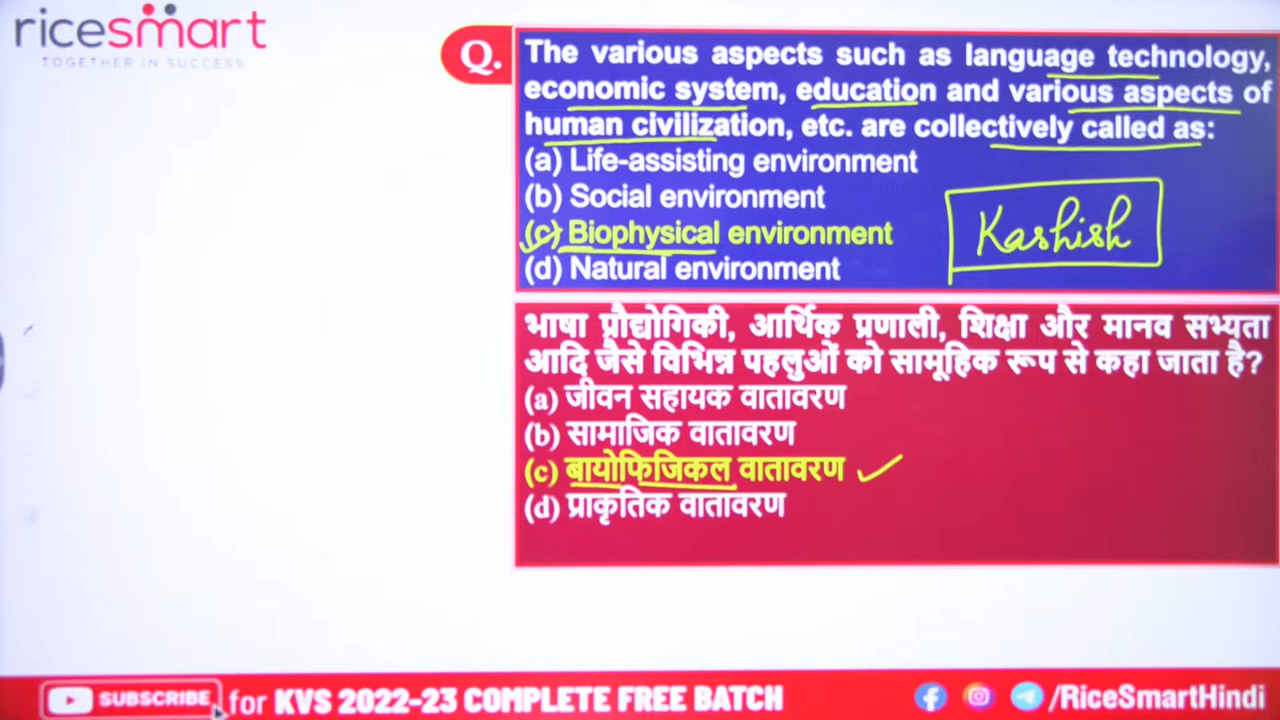 ricesmart
TOGETHER IN SUCCESS
Q.
The various aspects such as language technology,
economic system, education and various aspects of
human civilization, etc. are collectively called as:
(a) Life-assisting environment
(b) Social environment
(c) Biophysical environment
(d) Natural environment
Kashish
भाषा प्रौद्योगिकी, आर्थिक प्रणाली, शिक्षा और मानव सभ्यता
आदि जैसे विभिन्न पहलुओं को सामूहिक रूप से कहा जाता है?
(a) जीवन सहायक वातावरण
(b) सामाजिक वातावरण
(c) बायोफिजिकल वातावरण
(d) प्राकृतिक वातावरण
SUBSCRIBE for KVS 2022-23 COMPLETE FREE BATCH
/RiceSmartHindi